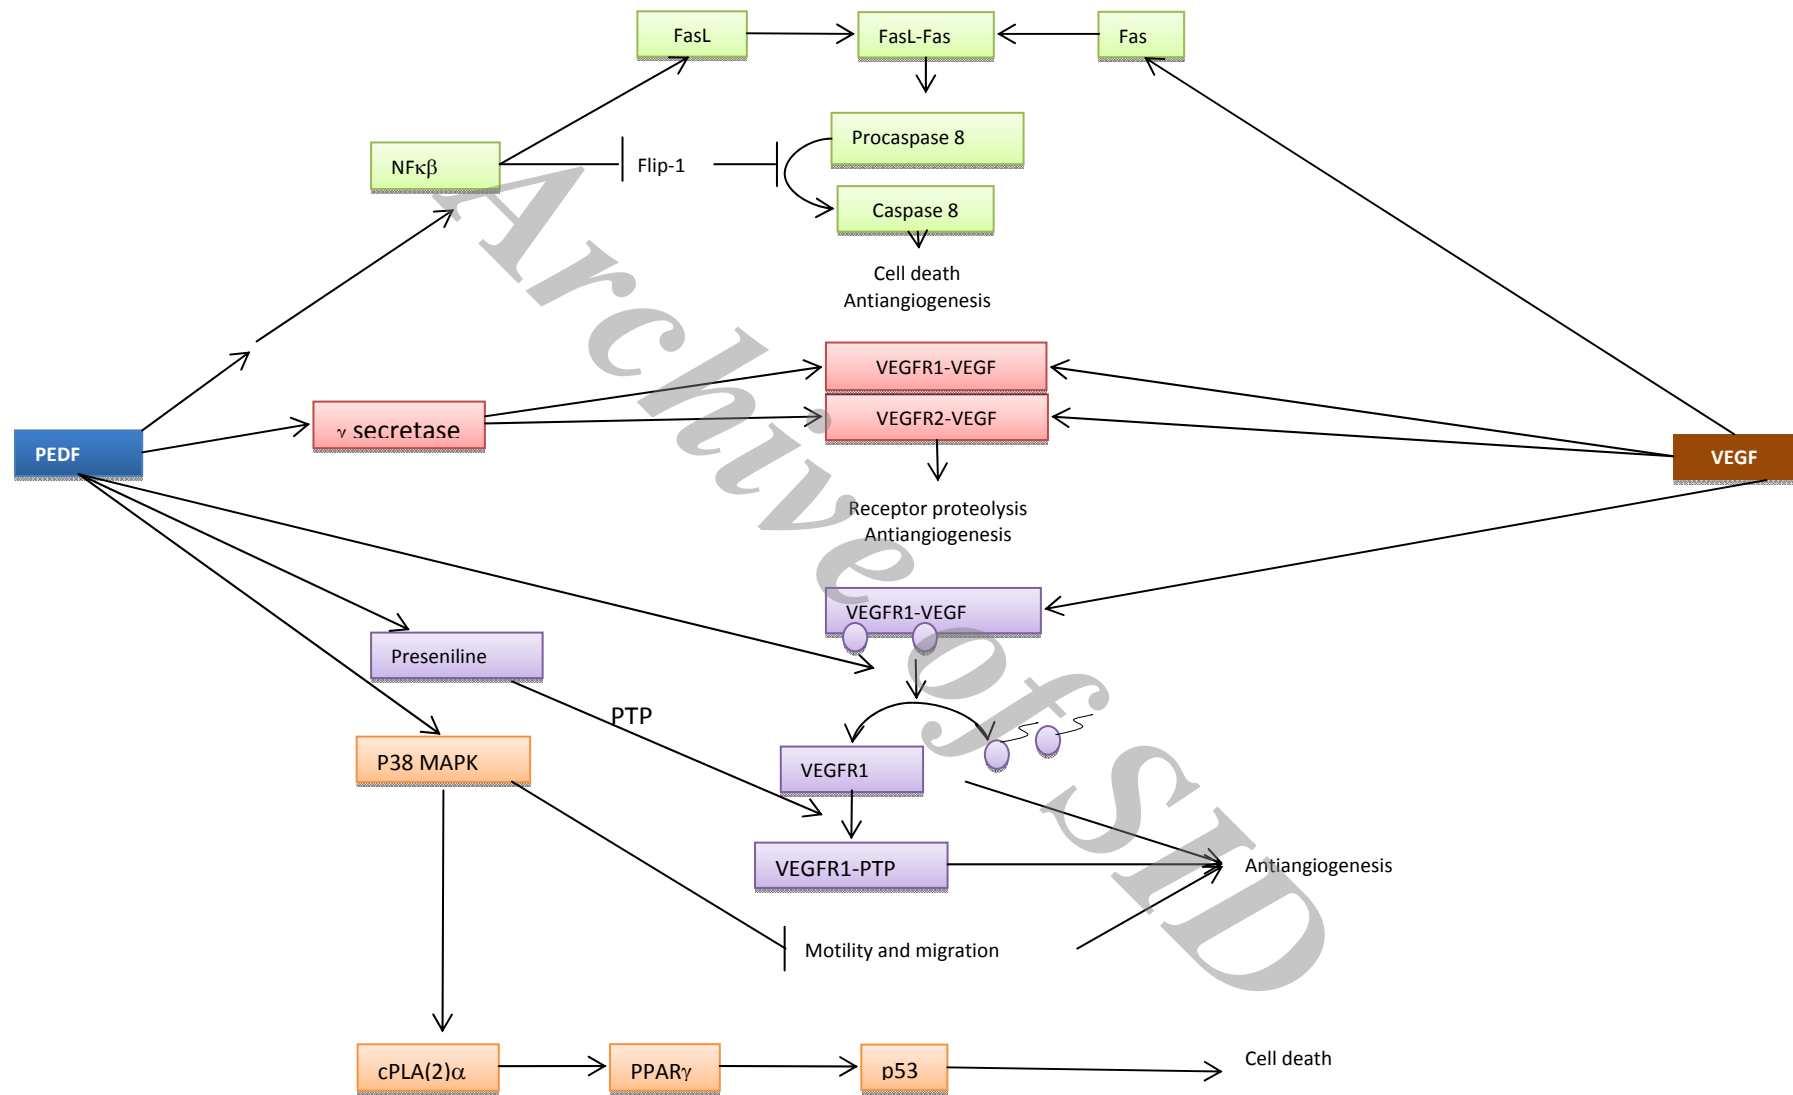 FasL
FasL-Fas
Fas
Procaspase 8
NFκβ
Flip-1
Caspase 8
Cell death
Antiangiogenesis
VEGFR1-VEGF
γ secretase
VEGFR2-VEGF
PEDF
VEGF
Receptor proteolysis
Antiangiogenesis
VEGFR1-VEGF
Preseniline
PTP
P38 MAPK
VEGFR1
VEGFR1-PTP
Antiangiogenesis
Motility and migration
cPLA(2)α
PPARγ
p53
Cell death
Archive of SID